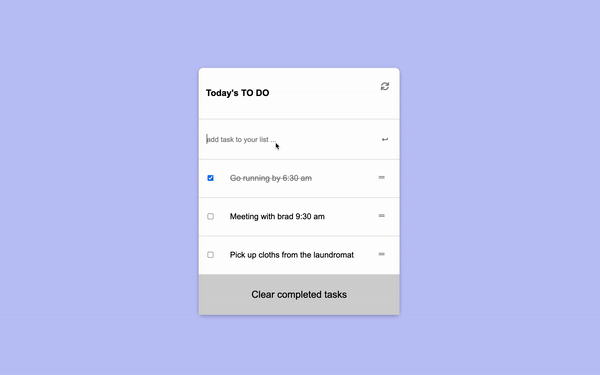 Today's TO DO
add task to your list ...
Go running by 6:30 am
Meeting with brad 9:30 am
Pick up cloths from the laundromat
Clear completed tasks